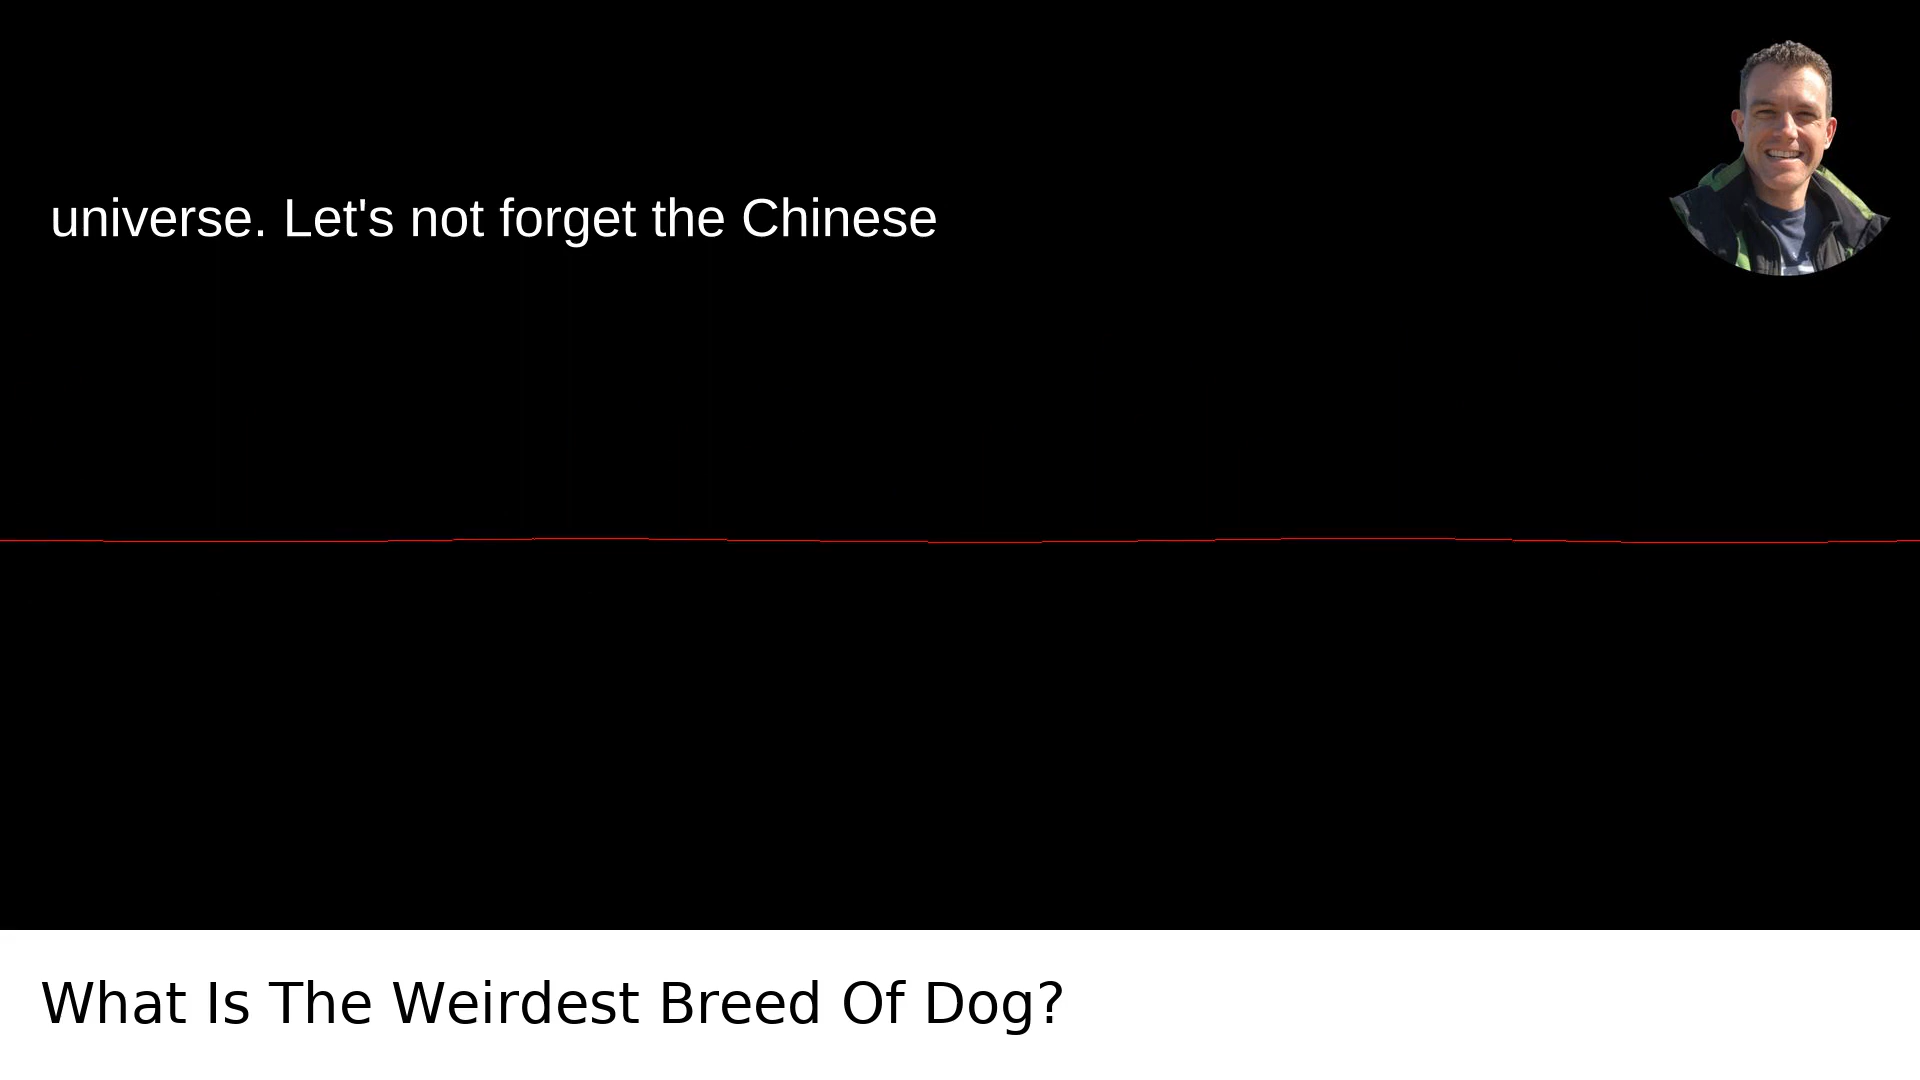 universe. Let's not forget the Chinese
What Is The Weirdest Breed Of Dog?